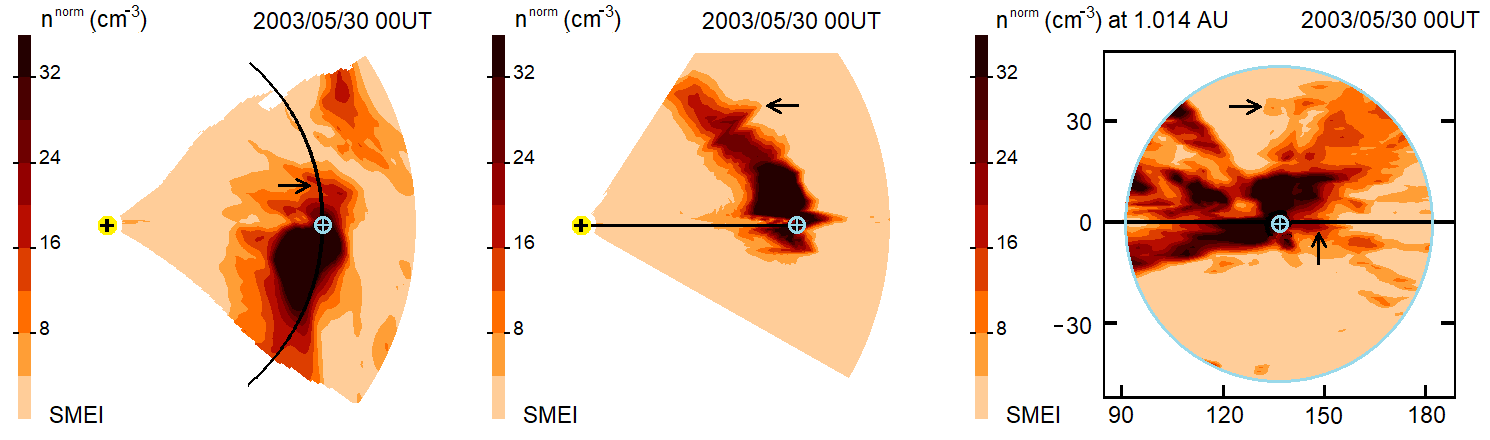 n^norm (cm^-3) 2003/05/30 00UT
32
24
16
8
SMEI
n^norm (cm^-3) 2003/05/30 00UT
32
24
16
8
SMEI
n^norm (cm^-3) at 1.014 AU 2003/05/30 00UT
32
24
16
8
SMEI
30
0
−30
90 120 150 180